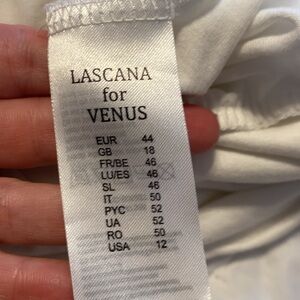 LASCANA
for
VENUS
EUR 44
GB 18
FR/BE 46
LU/ES 46
SL 46
IT 50
PYC 52
UA 52
RO 50
USA 12